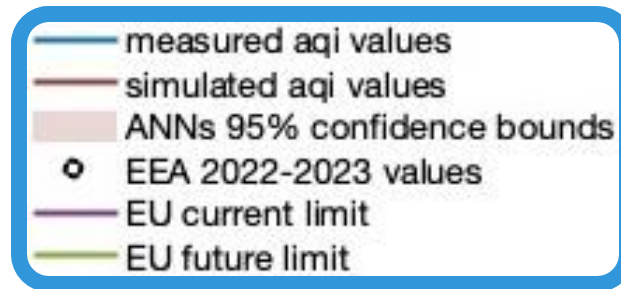 measured aqi values
simulated aqi values
ANNs 95% confidence bounds
EEA 2022-2023 values
EU current limit
EU future limit